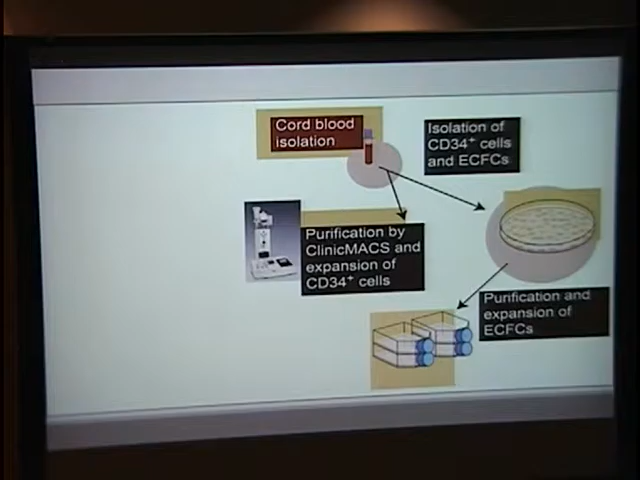 Cord blood
isolation
Isolation of
CD34⁺ cells
and ECFCs
Purification by
ClinicMACS and
expansion of
CD34⁺ cells
Purification and
expansion of
ECFCs